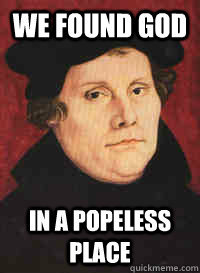 WE FOUND GOD
IN A POPELESS
PLACE
quickmeme.com